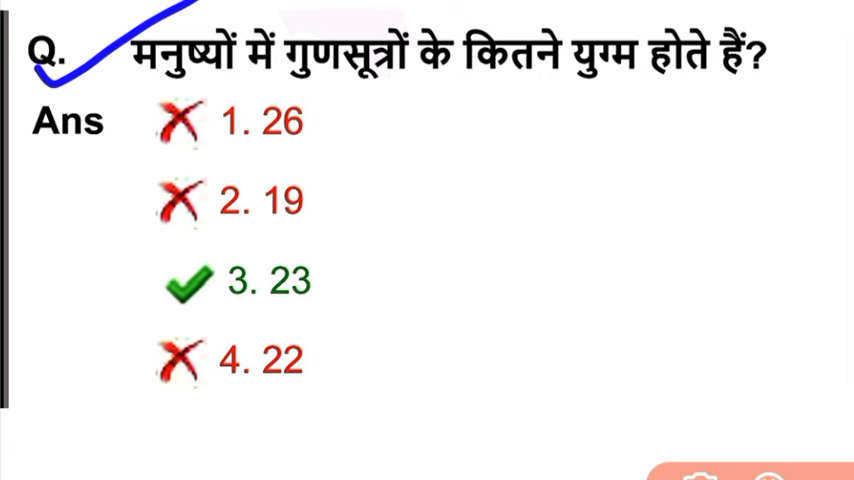 Q. मनुष्यों में गुणसूत्रों के कितने युग्म होते हैं?
Ans 1. 26
2. 19
3. 23
4. 22